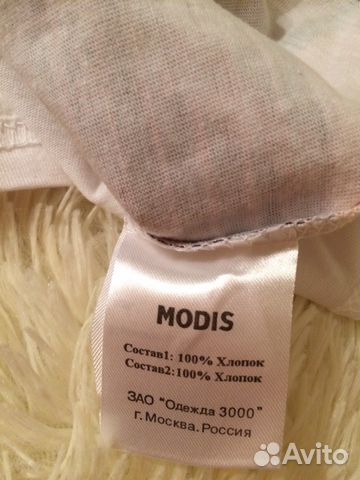 MODIS
Состав1: 100% Хлопок
Состав2:100% Хлопок
ЗАО "Одежда 3000"
г. Москва. Россия
Avito